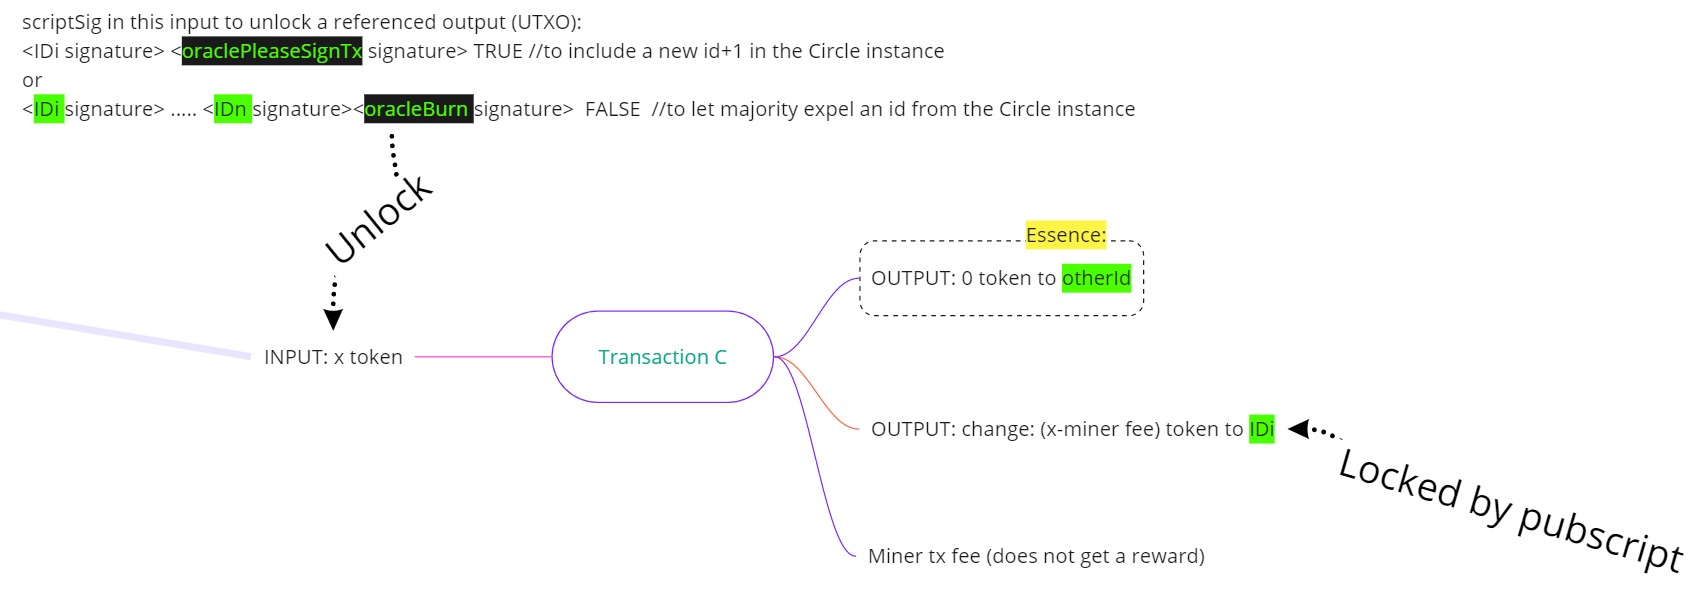 scriptSig in this input to unlock a referenced output (UTXO):
<IDi signature> <oraclePleaseSignTx signature> TRUE //to include a new id+1 in the Circle instance
or
<IDi signature> ..... <IDn signature><oracleBurn signature>  FALSE  //to let majority expel an id from the Circle instance
Unlock
Essence:
OUTPUT: 0 token to otherId
INPUT: x token
Transaction C
OUTPUT: change: (x-miner fee) token to IDi
Locked by pubscript
Miner tx fee (does not get a reward)